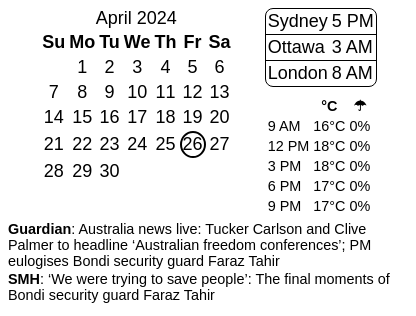 April 2024
Su Mo Tu We Th Fr Sa
1 2 3 4 5 6
7 8 9 10 11 12 13
14 15 16 17 18 19 20
21 22 23 24 25 26 27
28 29 30
Sydney 5 PM
Ottawa 3 AM
London 8 AM
°C ☂
9 AM 16°C 0%
12 PM 18°C 0%
3 PM 18°C 0%
6 PM 17°C 0%
9 PM 17°C 0%
Guardian: Australia news live: Tucker Carlson and Clive
Palmer to headline ‘Australian freedom conferences’; PM
eulogises Bondi security guard Faraz Tahir
SMH: ‘We were trying to save people’: The final moments of
Bondi security guard Faraz Tahir